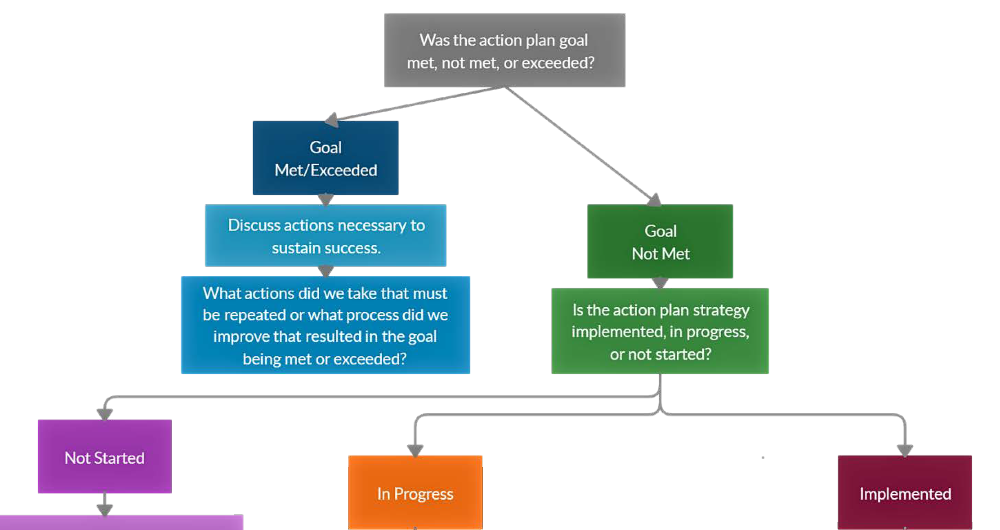 Was the action plan goal
met, not met, or exceeded?
Goal
Met/Exceeded
Discuss actions necessary to
sustain success.
Goal
Not Met
What actions did we take that must
be repeated or what process did we
improve that resulted in the goal
being met or exceeded?
Is the action plan strategy
implemented, in progress,
or not started?
Not Started
In Progress
Implemented